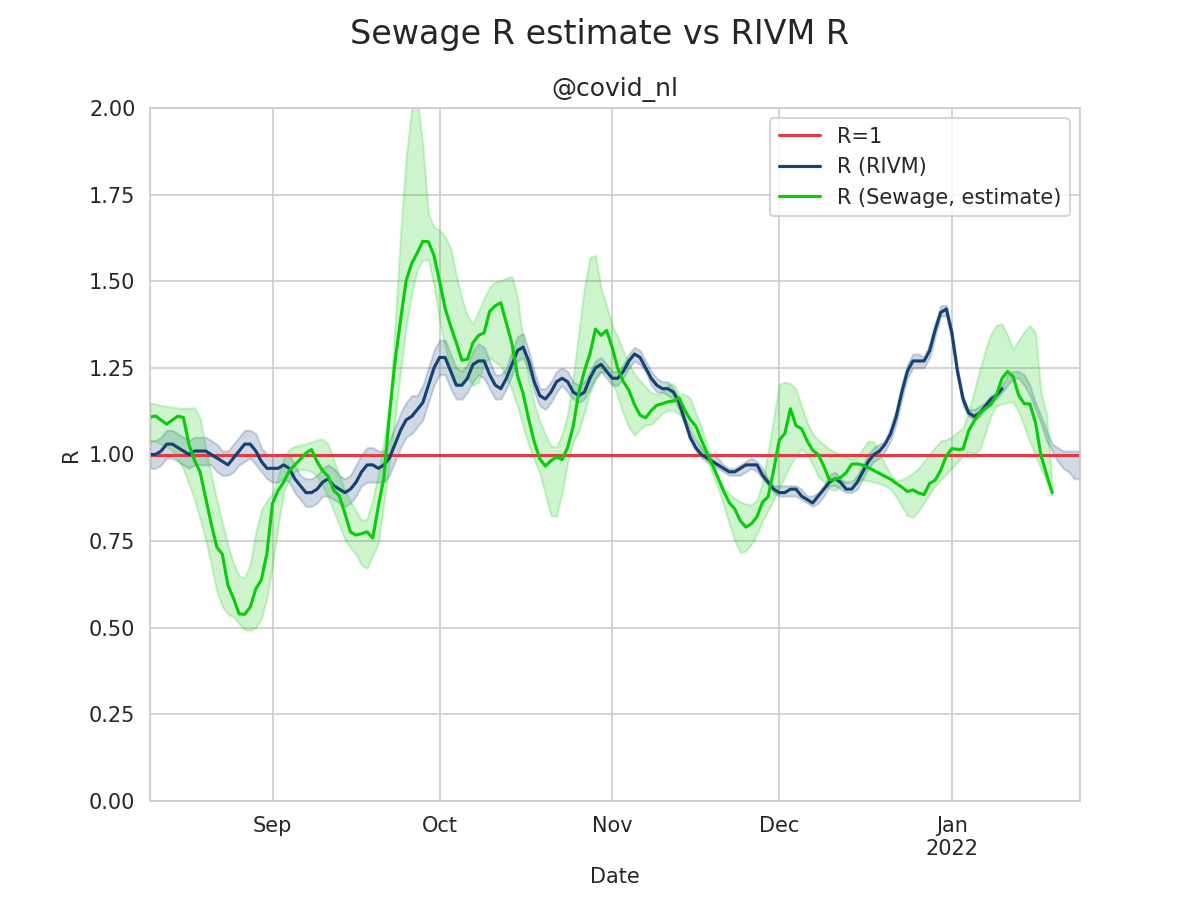 Sewage R estimate vs RIVM R
@covid_nl
R=1
R (RIVM)
R (Sewage, estimate)
2.00
1.75
1.50
1.25
1.00
0.75
0.50
0.25
0.00
R
Sep
Oct
Nov
Dec
Jan
2022
Date